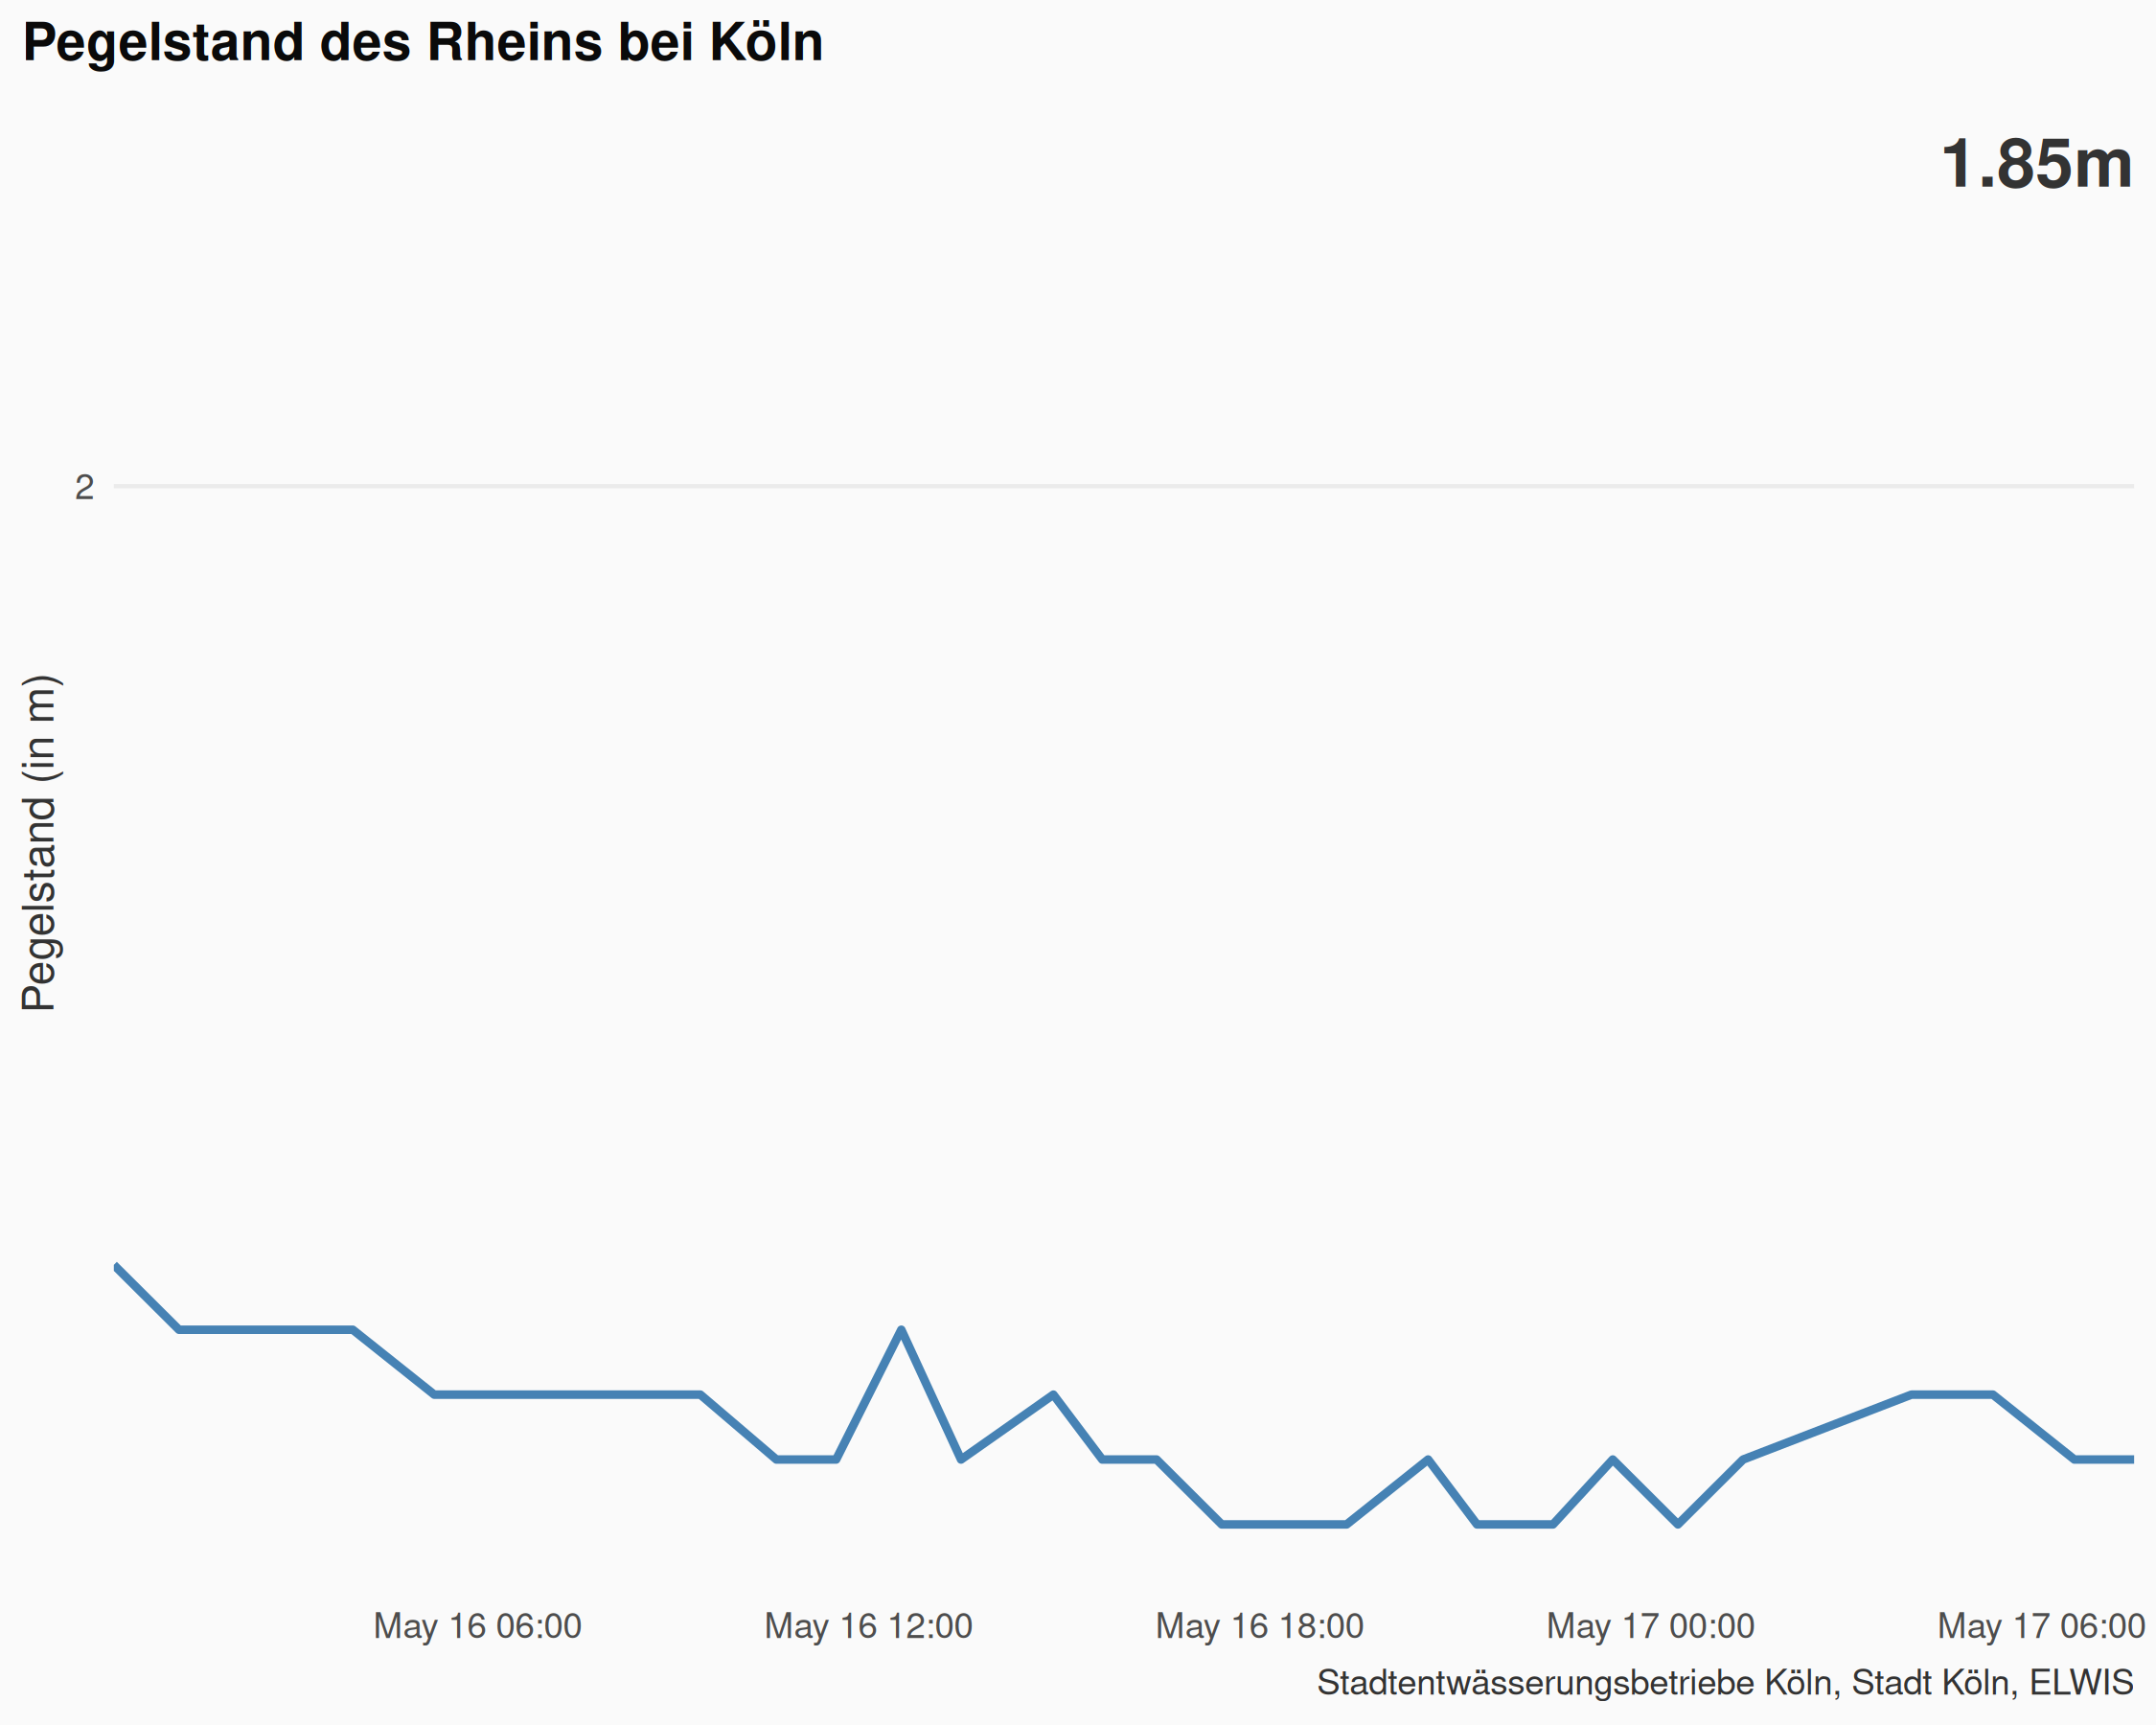 Pegelstand des Rheins bei Köln
1.85m
2
Pegelstand (in m)
May 16 06:00
May 16 12:00
May 16 18:00
May 17 00:00
May 17 06:00
Stadtentwässerungsbetriebe Köln, Stadt Köln, ELWIS